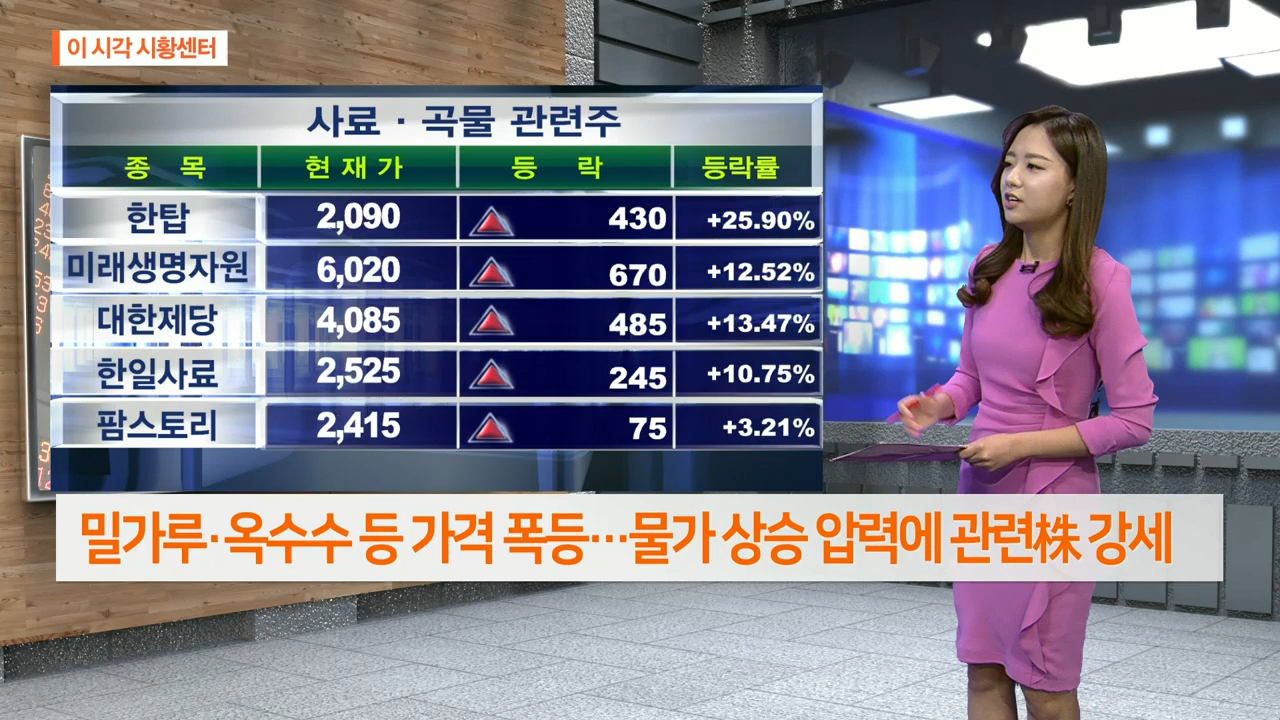 이 시각 시황센터
사료 · 곡물 관련주
종 목 현 재 가 등 락 등락률
한탑 2,090 ▲ 430 +25.90%
미래생명자원 6,020 ▲ 670 +12.52%
대한제당 4,085 ▲ 485 +13.47%
한일사료 2,525 ▲ 245 +10.75%
팜스토리 2,415 ▲ 75 +3.21%
밀가루·옥수수 등 가격 폭등…물가 상승 압력에 관련株 강세